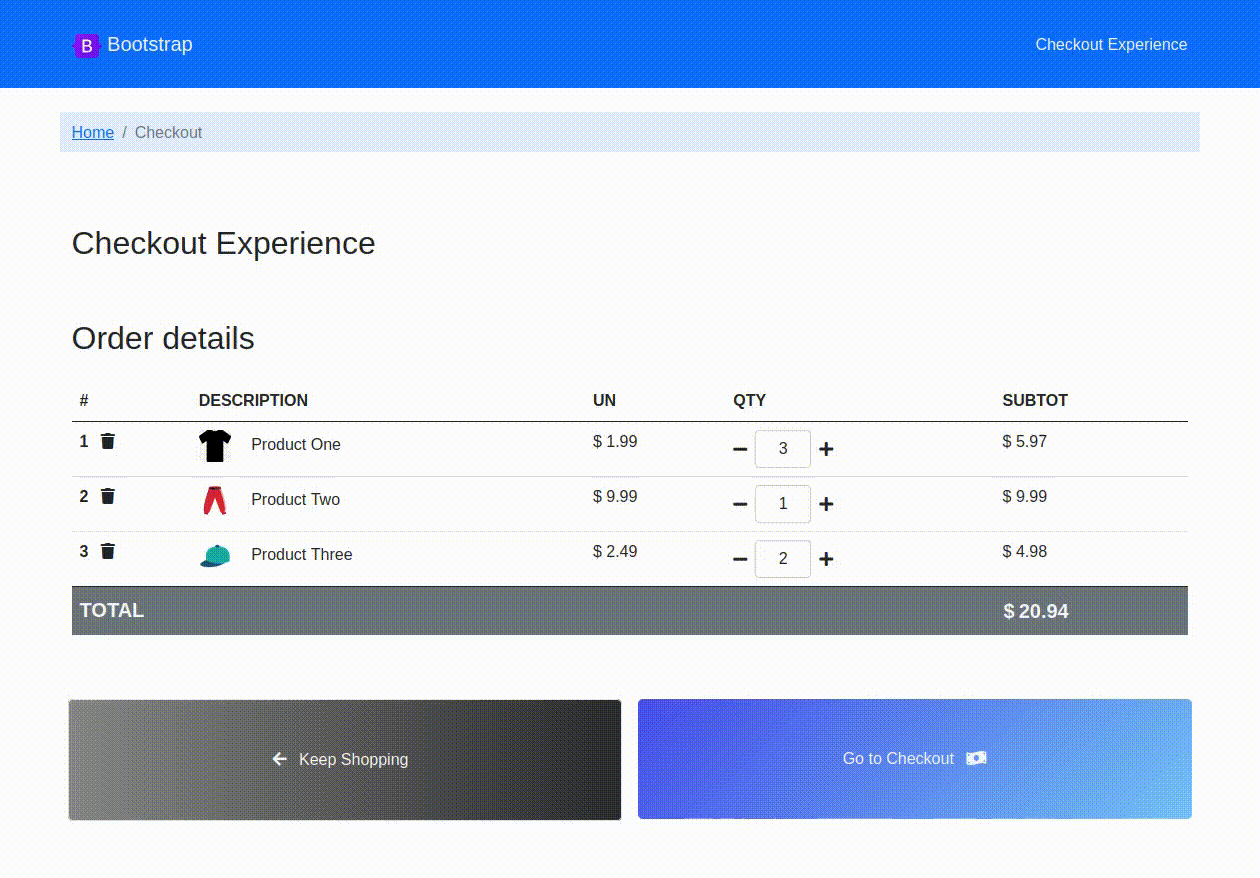 B Bootstrap Checkout Experience
Home / Checkout
Checkout Experience
Order details
# DESCRIPTION UN QTY SUBTOT
1 Product One $ 1.99 3 $ 5.97
2 Product Two $ 9.99 1 $ 9.99
3 Product Three $ 2.49 2 $ 4.98
TOTAL $ 20.94
Keep Shopping Go to Checkout